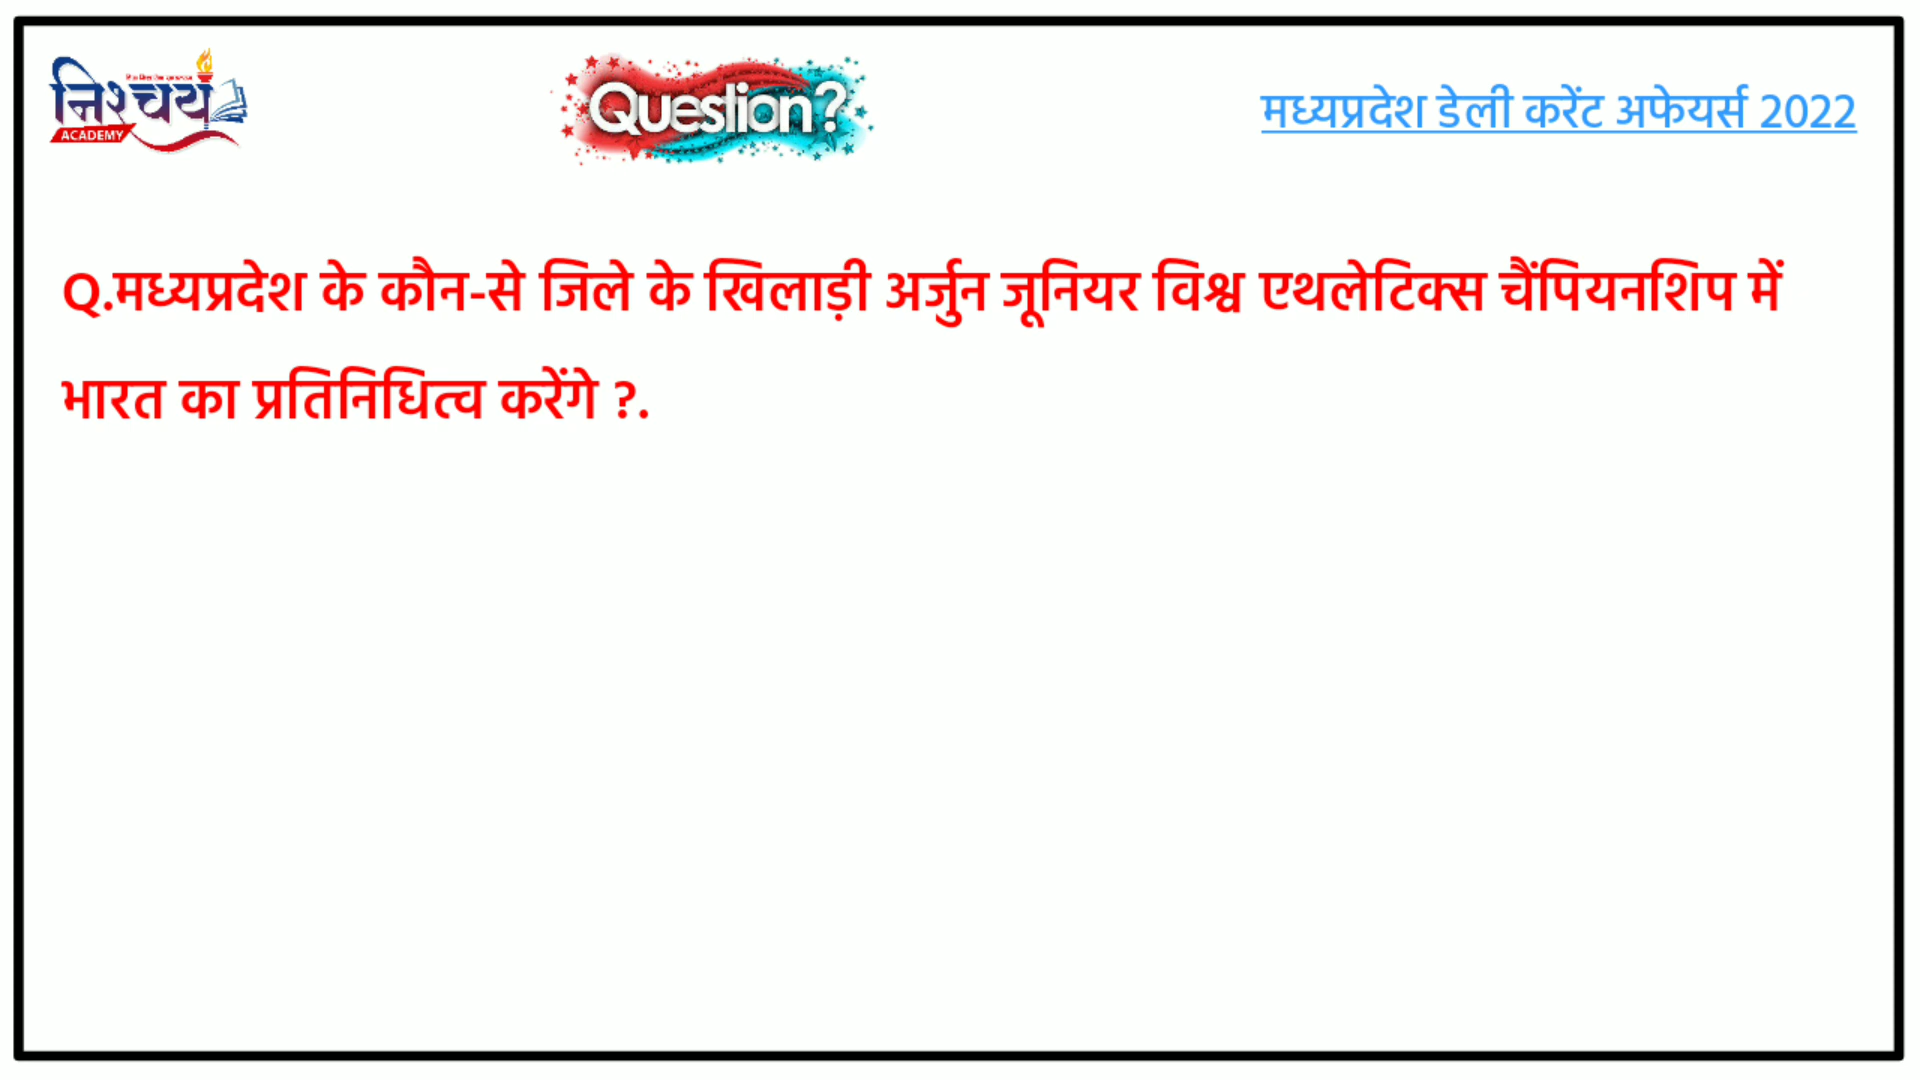 निश्चय
ACADEMY
Question?
मध्यप्रदेश डेली करेंट अफेयर्स 2022
Q.मध्यप्रदेश के कौन-से जिले के खिलाड़ी अर्जुन जूनियर विश्व एथलेटिक्स चैंपियनशिप में
भारत का प्रतिनिधित्व करेंगे ?.